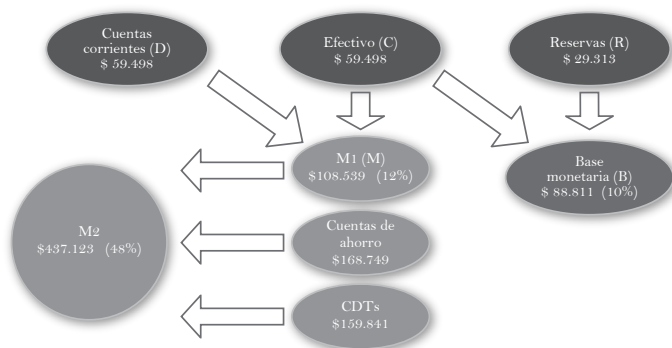 Cuentas
corrientes (D)
$ 59.498
Efectivo (C)
$ 59.498
Reservas (R)
$ 29.313
M1 (M)
$108.539 (12%)
Base
monetaria (B)
$ 88.811 (10%)
M2
$437.123 (48%)
Cuentas de
ahorro
$168.749
CDTs
$159.841